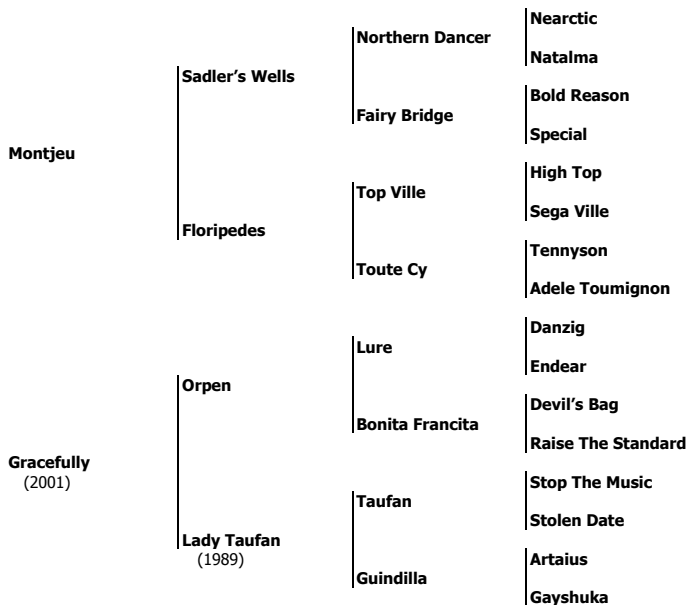 Nearctic
Northern Dancer
Natalma
Sadler's Wells
Bold Reason
Fairy Bridge
Special
Montjeu
High Top
Top Ville
Sega Ville
Floripedes
Tennyson
Toute Cy
Adele Toumignon
Danzig
Lure
Endear
Orpen
Devil's Bag
Bonita Francita
Raise The Standard
Gracefully
(2001)
Stop The Music
Taufan
Stolen Date
Lady Taufan
(1989)
Artaius
Guindilla
Gayshuka